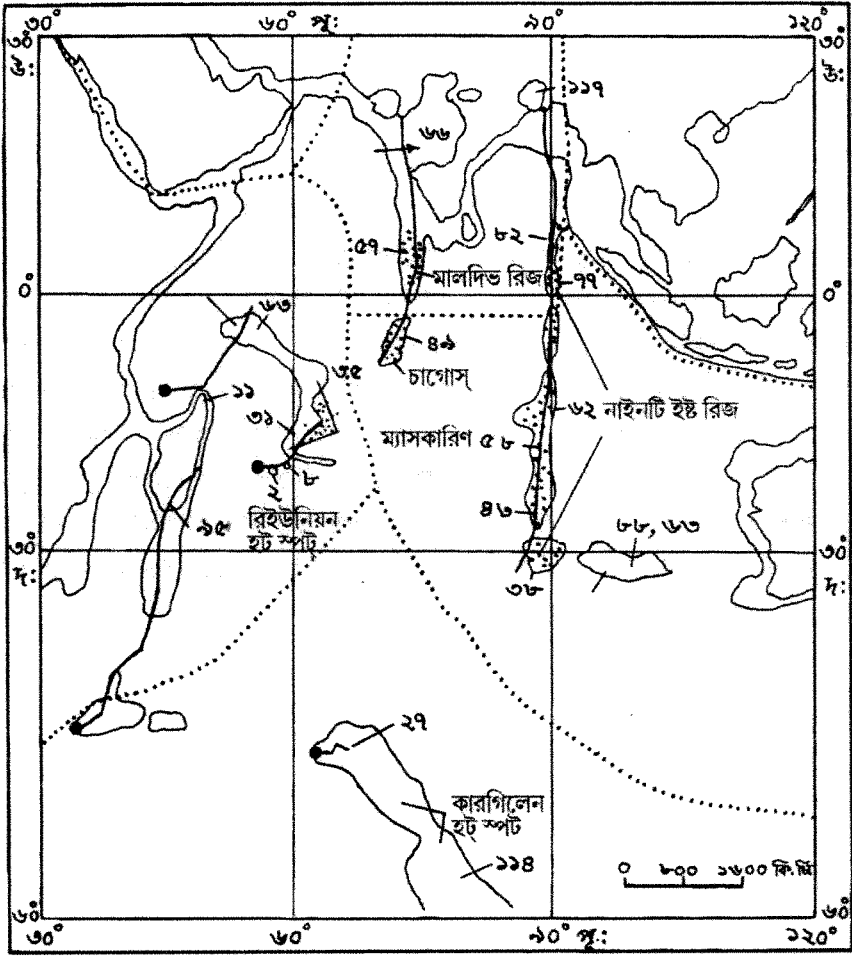 ৩০° ৬০° পূ: ৯০° ১২০°
৩০° উ: ৩০° উ:
১১৭
৬৬
৮২
৫৭
মালদিভ রিজ
৭৭
০° ০°
৬৩
৪৯
চাগোস্
৩৫
১১
৩১
৬২ নাইনটি ইষ্ট রিজ
ম্যাসকারিণ ৫৮
২ ৮
৪৩
৯৫ রিইউনিয়ন
হট স্পট্
৮৮, ৬৩
৩০° দ: ৩০° দ:
৩৮
২৭
কারগিলেন
হট্ স্পট
১১৪
০ ৮০০ ১৬০০ কি.মি
৬০° ৬০°
৩০° ৬০° ৯০° পূ: ১২০°